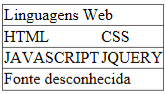 Linguagens Web
HTML CSS
JAVASCRIPT JQUERY
Fonte desconhecida